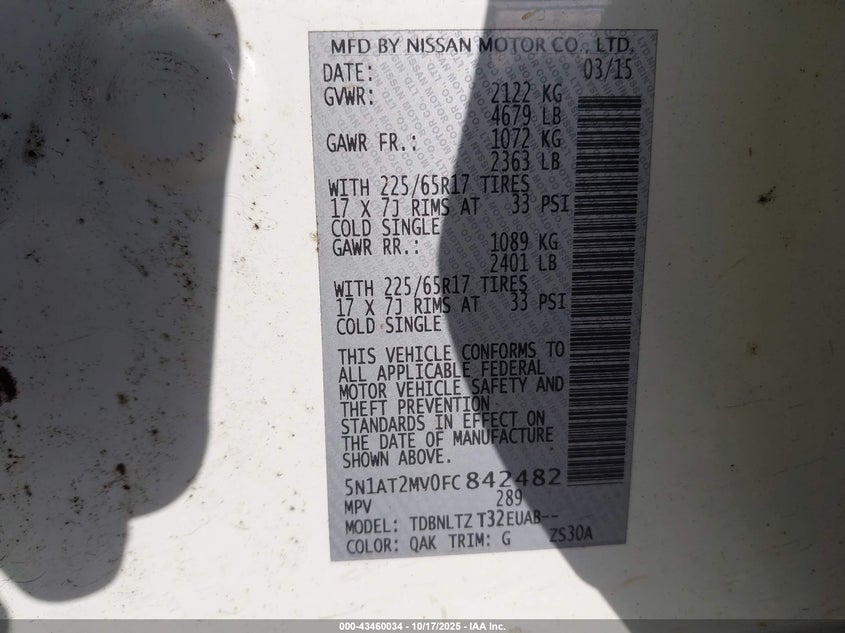 MFD BY NISSAN MOTOR CO., LTD.
DATE: 03/15
GVWR: 2122 KG
4679 LB
GAWR FR.: 1072 KG
2363 LB
WITH 225/65R17 TIRES
17 X 7J RIMS AT 33 PSI
COLD SINGLE
GAWR RR.: 1089 KG
2401 LB
WITH 225/65R17 TIRES
17 X 7J RIMS AT 33 PSI
COLD SINGLE
THIS VEHICLE CONFORMS TO
ALL APPLICABLE FEDERAL
MOTOR VEHICLE SAFETY AND
THEFT PREVENTION
STANDARDS IN EFFECT ON
THE DATE OF MANUFACTURE
SHOWN ABOVE.
5N1AT2MV0FC842482
MPV 289
MODEL: TDBNLTZ T32EUAB--
COLOR: QAK TRIM: G ZS30A
000-43460034 - 10/17/2025 - IAA Inc.